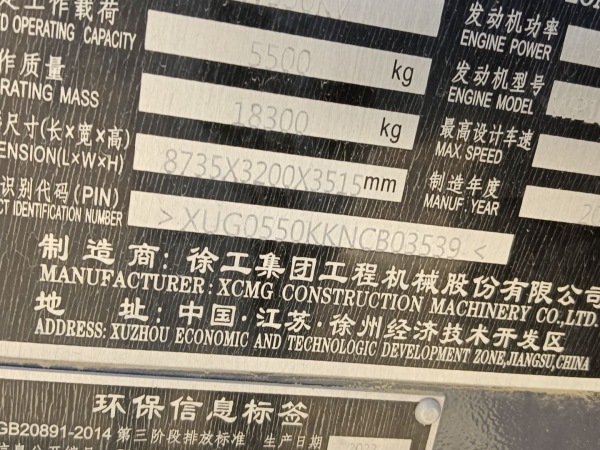 定工作载荷
OPERATING CAPACITY
5500 kg
作质量
RATING MASS
18300 kg
尺寸(长×宽×高)
ENSION(L×W×H)
8735X3200X3515 mm
识别代码(PIN)
CT IDENTIFICATION NUMBER
>XUG0550KKNCB03539<
发动机功率
ENGINE POWER
发动机型号
ENGINE MODEL
最高设计车速
MAX SPEED
制造年度
MANUF. YEAR
20
制造商:徐工集团工程机械股份有限公司
MANUFACTURER: XCMG CONSTRUCTION MACHINERY CO.,LTD.
地址:中国·江苏·徐州经济技术开发区
ADDRESS: XUZHOU ECONOMIC AND TECHNOLOGIC DEVELOPMENT ZONE,JIANGSU,CHINA
环保信息标签
GB20891-2014 第三阶段排放标准 生产日期